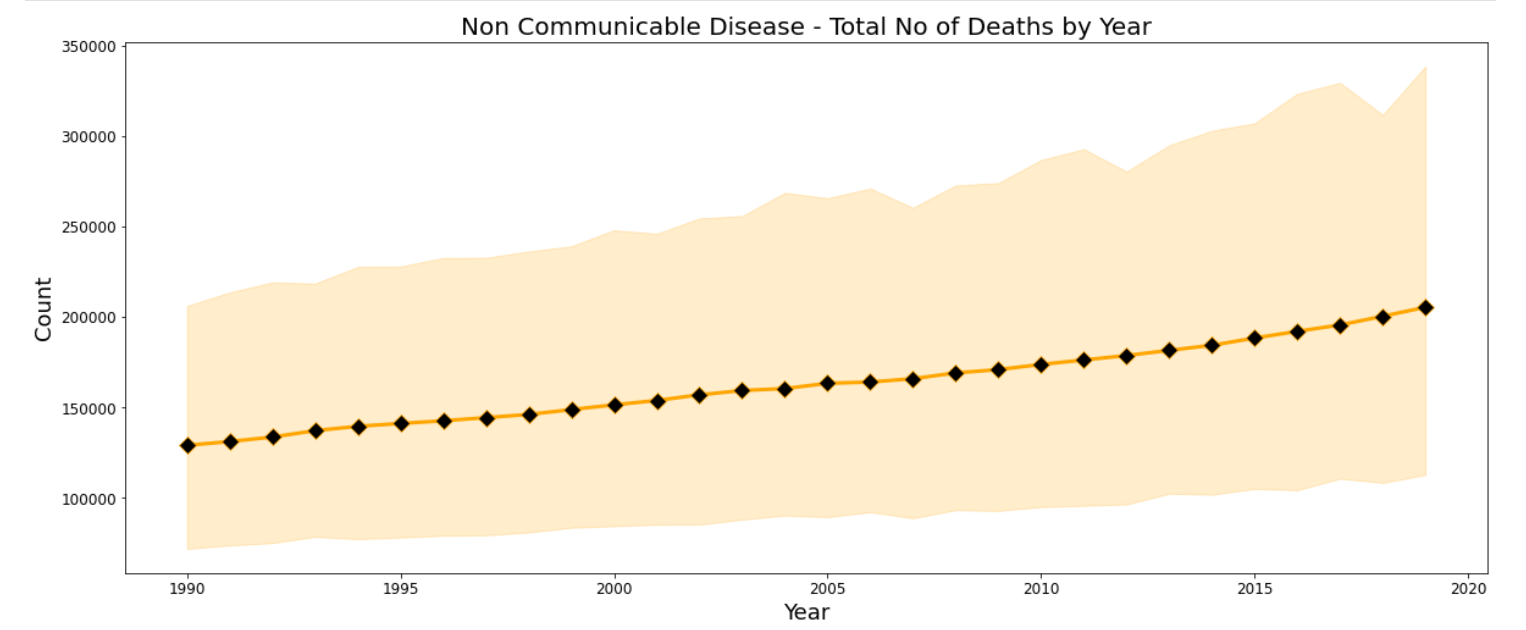 Non Communicable Disease - Total No of Deaths by Year
350000
300000
250000
200000
150000
100000
Count
1990 1995 2000 2005 2010 2015 2020
Year